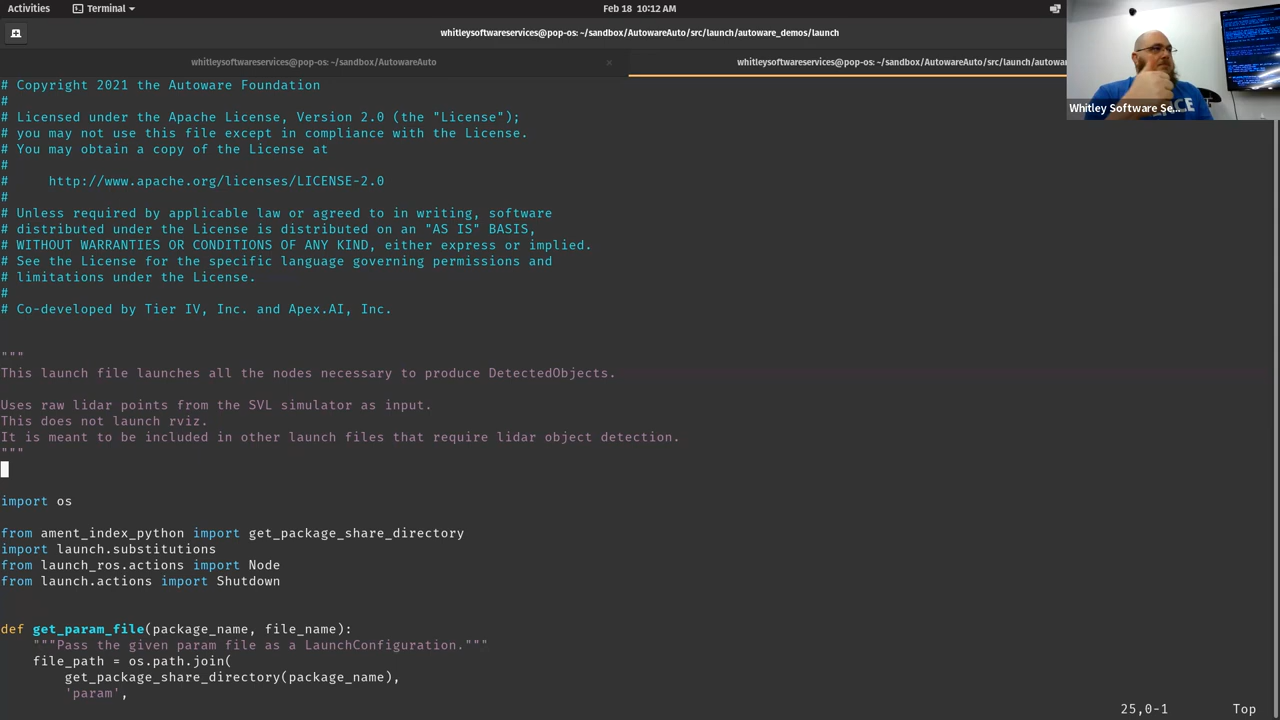 Activities
Terminal
Feb 18 10:12 AM
whitleysoftwareservices@pop-os: ~/sandbox/AutowareAuto/src/launch/autoware_demos/launch
whitleysoftwareservices@pop-os: ~/sandbox/AutowareAuto
whitleysoftwareservices@pop-os: ~/sandbox/AutowareAuto/src/launch/autowar
Whitley Software Se...
# Copyright 2021 the Autoware Foundation
#
# Licensed under the Apache License, Version 2.0 (the "License");
# you may not use this file except in compliance with the License.
# You may obtain a copy of the License at
#
#     http://www.apache.org/licenses/LICENSE-2.0
#
# Unless required by applicable law or agreed to in writing, software
# distributed under the License is distributed on an "AS IS" BASIS,
# WITHOUT WARRANTIES OR CONDITIONS OF ANY KIND, either express or implied.
# See the License for the specific language governing permissions and
# limitations under the License.
#
# Co-developed by Tier IV, Inc. and Apex.AI, Inc.
"""
This launch file launches all the nodes necessary to produce DetectedObjects.
Uses raw lidar points from the SVL simulator as input.
This does not launch rviz.
It is meant to be included in other launch files that require lidar object detection.
"""
import os
from ament_index_python import get_package_share_directory
import launch.substitutions
from launch_ros.actions import Node
from launch.actions import Shutdown
def get_param_file(package_name, file_name):
    """Pass the given param file as a LaunchConfiguration."""
    file_path = os.path.join(
        get_package_share_directory(package_name),
        'param',
25,0-1 Top